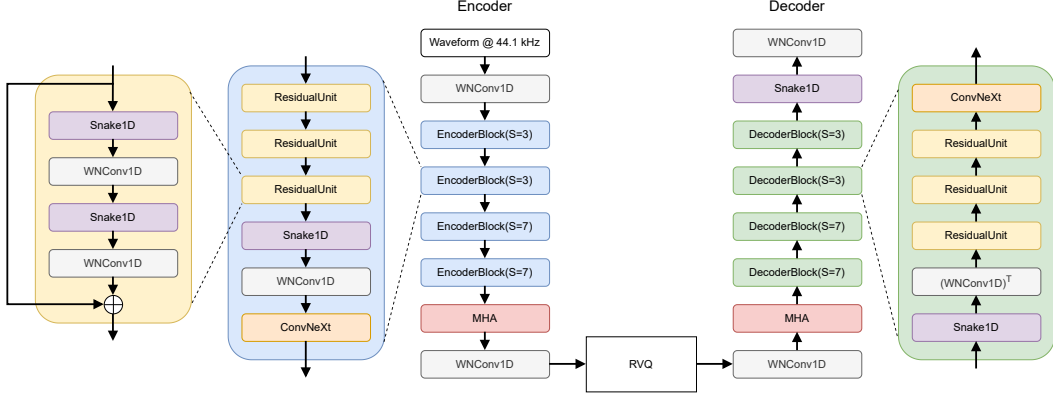 Encoder
Decoder
Snake1D
WNConv1D
Snake1D
WNConv1D
ResidualUnit
ResidualUnit
ResidualUnit
Snake1D
WNConv1D
ConvNeXt
Waveform @ 44.1 kHz
WNConv1D
EncoderBlock(S=3)
EncoderBlock(S=3)
EncoderBlock(S=7)
EncoderBlock(S=7)
MHA
WNConv1D
RVQ
WNConv1D
Snake1D
DecoderBlock(S=3)
DecoderBlock(S=3)
DecoderBlock(S=7)
DecoderBlock(S=7)
MHA
WNConv1D
ConvNeXt
ResidualUnit
ResidualUnit
ResidualUnit
(WNConv1D)ᵀ
Snake1D